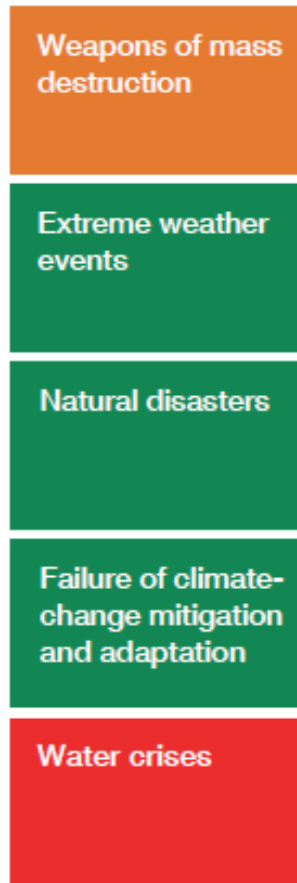 Weapons of mass
destruction
Extreme weather
events
Natural disasters
Failure of climate-
change mitigation
and adaptation
Water crises